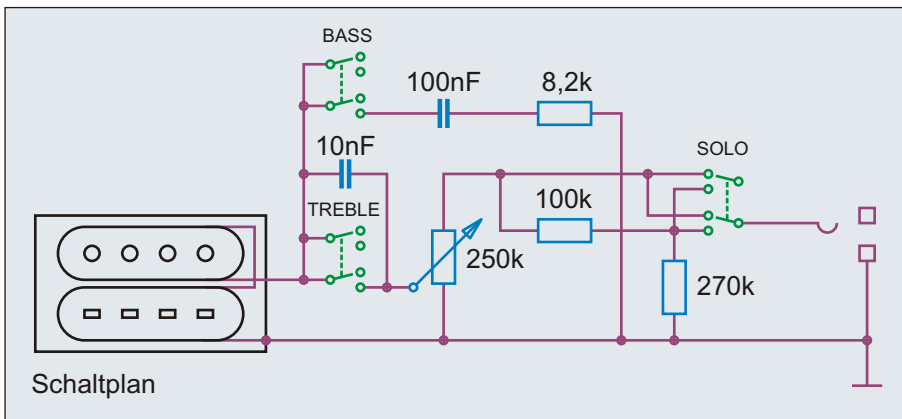 BASS
100nF
8,2k
10nF
SOLO
TREBLE
100k
250k
270k
Schaltplan